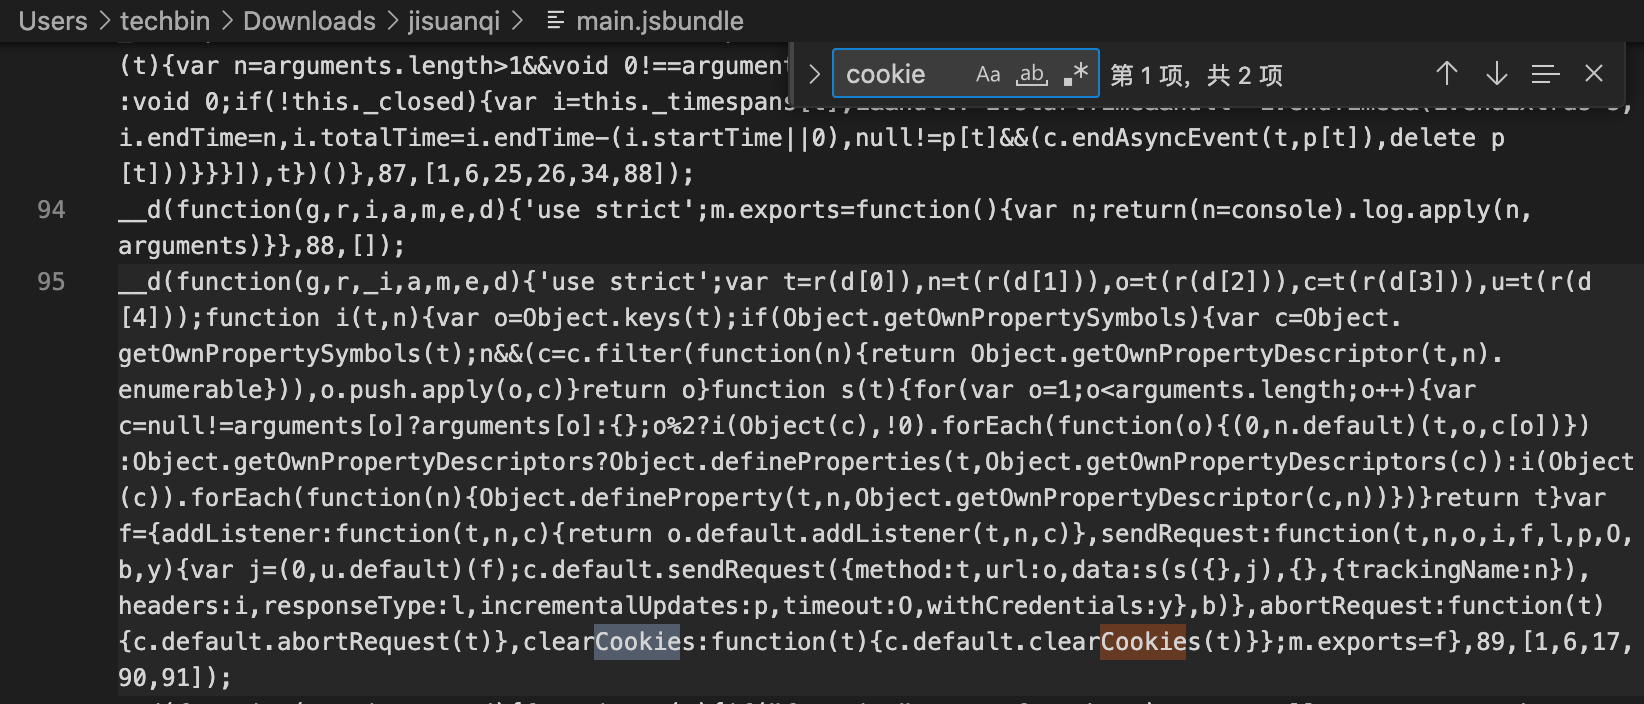 Users > techbin > Downloads > jisuanqi > main.jsbundle
cookie Aa ab .* 第 1 项，共 2 项
(t){var n=arguments.length>1&&void 0!==argumen
:void 0;if(!this._closed){var i=this._timespans
i.endTime=n,i.totalTime=i.endTime-(i.startTime||0),null!=p[t]&&(c.endAsyncEvent(t,p[t]),delete p
[t]))}}}]),t})()},87,[1,6,25,26,34,88]);
94 __d(function(g,r,i,a,m,e,d){'use strict';m.exports=function(){var n;return(n=console).log.apply(n,
arguments)}},88,[]);
95 __d(function(g,r,_i,a,m,e,d){'use strict';var t=r(d[0]),n=t(r(d[1])),o=t(r(d[2])),c=t(r(d[3])),u=t(r(d
[4]));function i(t,n){var o=Object.keys(t);if(Object.getOwnPropertySymbols){var c=Object.
getOwnPropertySymbols(t);n&&(c=c.filter(function(n){return Object.getOwnPropertyDescriptor(t,n).
enumerable})),o.push.apply(o,c)}return o}function s(t){for(var o=1;o<arguments.length;o++){var
c=null!=arguments[o]?arguments[o]:{};o%2?i(Object(c),!0).forEach(function(o){(0,n.default)(t,o,c[o])})
:Object.getOwnPropertyDescriptors?Object.defineProperties(t,Object.getOwnPropertyDescriptors(c)):i(Object
(c)).forEach(function(n){Object.defineProperty(t,n,Object.getOwnPropertyDescriptor(c,n))})}return t}var
f={addListener:function(t,n,c){return o.default.addListener(t,n,c)},sendRequest:function(t,n,o,i,f,l,p,O,
b,y){var j=(0,u.default)(f);c.default.sendRequest({method:t,url:o,data:s(s({},j),{},{trackingName:n}),
headers:i,responseType:l,incrementalUpdates:p,timeout:O,withCredentials:y},b)},abortRequest:function(t)
{c.default.abortRequest(t)},clearCookies:function(t){c.default.clearCookies(t)}};m.exports=f},89,[1,6,17,
90,91]);